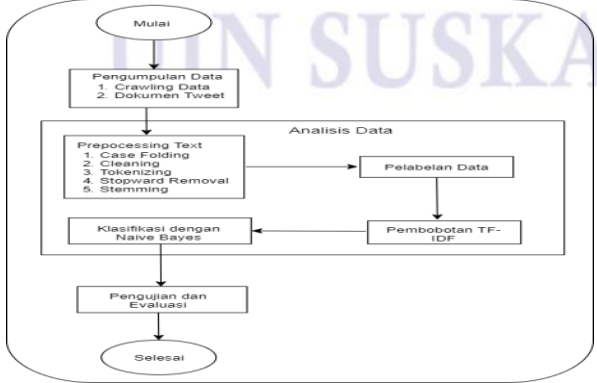 UIN SUSKA
Mulai
Pengumpulan Data
1. Crawling Data
2. Dokumen Tweet
Analisis Data
Prepocessing Text
1. Case Folding
2. Cleaning
3. Tokenizing
4. Stopward Removal
5. Stemming
Pelabelan Data
Klasifikasi dengan
Naive Bayes
Pembobotan TF-
IDF
Pengujian dan
Evaluasi
Selesai